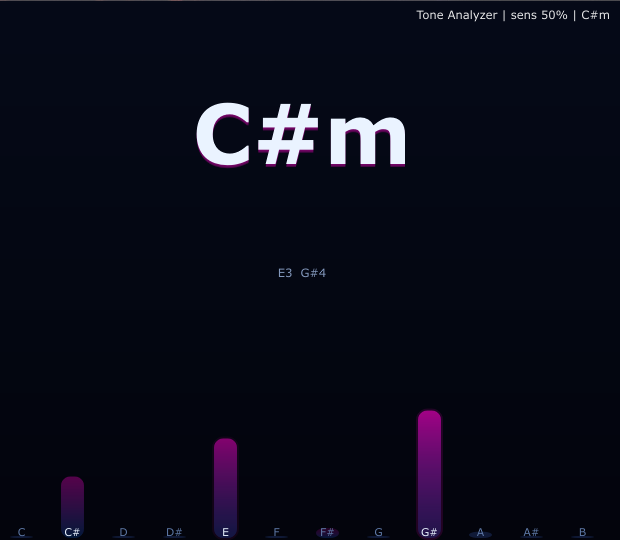 Tone Analyzer | sens 50% | C#m
C#m
E3 G#4
C C# D D# E F F# G G# A A# B